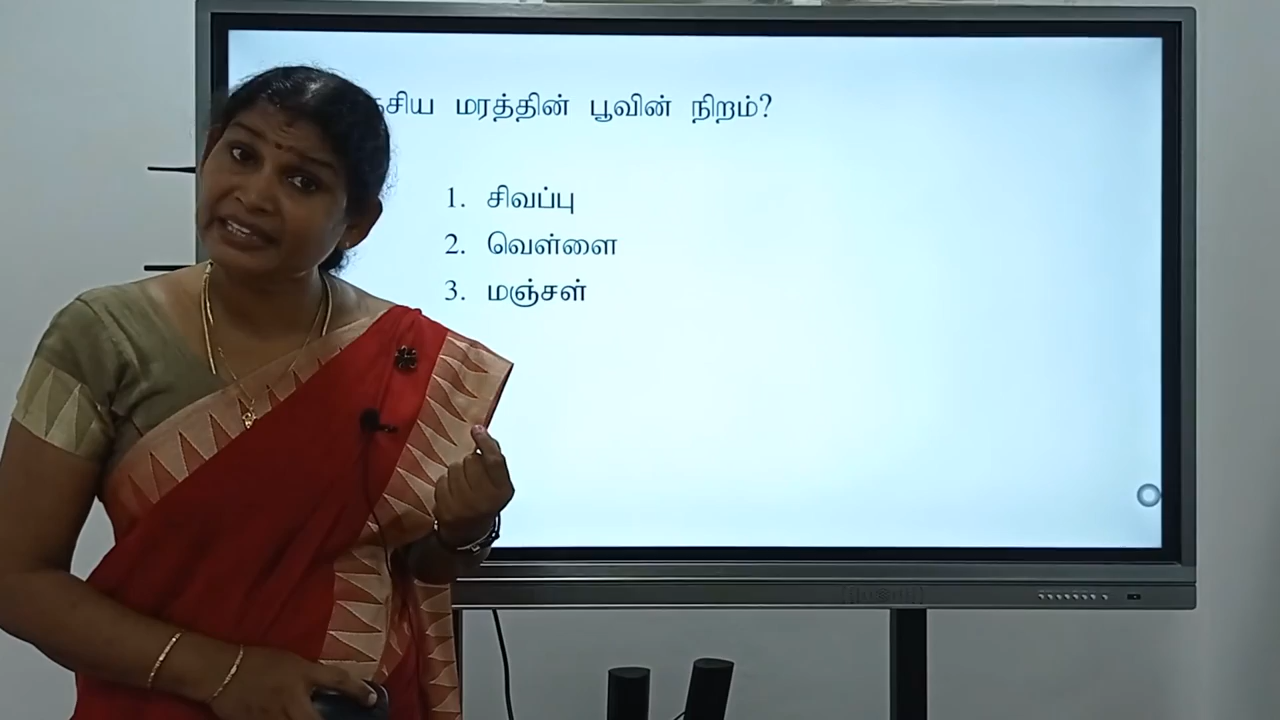 மரத்தின் பூவின் நிறம்?
1. சிவப்பு
2. வெள்ளை
3. மஞ்சள்